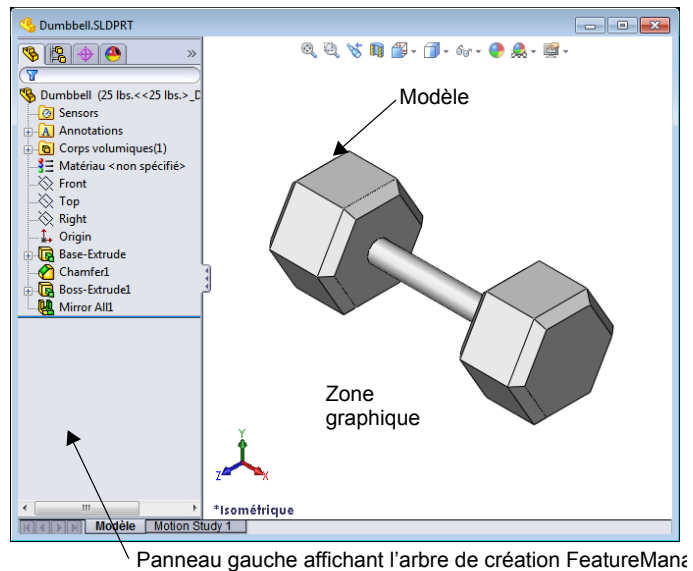 Dumbbell.SLDPRT
Dumbbell (25 lbs.<<25 lbs.>_D
Sensors
Annotations
Corps volumiques(1)
Matériau <non spécifié>
Front
Top
Right
Origin
Base-Extrude
Chamfer1
Boss-Extrude1
Mirror All1
Modèle
Zone
graphique
Y
Z
X
*Isométrique
Modèle
Motion Study 1
Panneau gauche affichant l’arbre de création FeatureMana